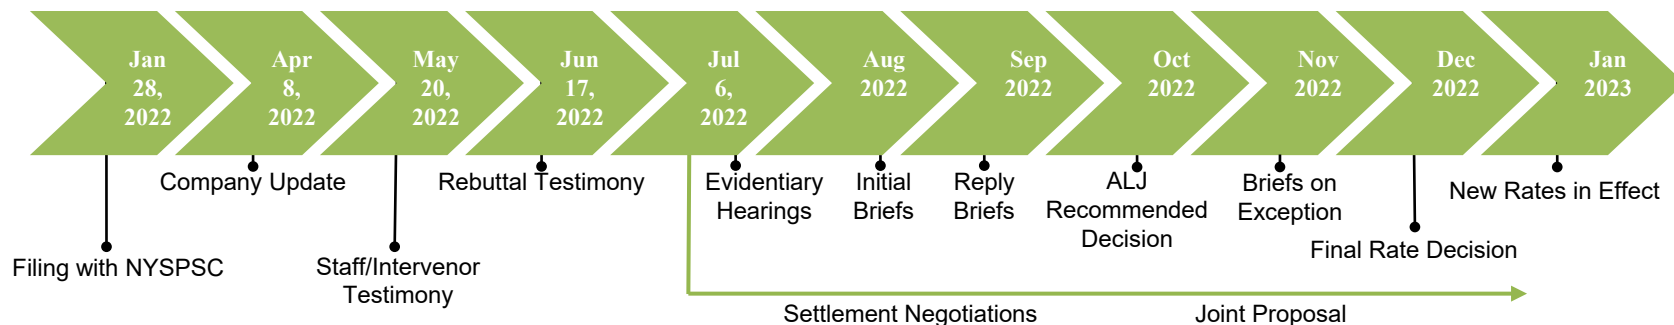 Jan
28,
2022
Apr
8,
2022
May
20,
2022
Jun
17,
2022
Jul
6,
2022
Aug
2022
Sep
2022
Oct
2022
Nov
2022
Dec
2022
Jan
2023
Filing with NYSPSC
Company Update
Staff/Intervenor
Testimony
Rebuttal Testimony
Evidentiary
Hearings
Initial
Briefs
Reply
Briefs
ALJ
Recommended
Decision
Briefs on
Exception
Final Rate Decision
New Rates in Effect
Settlement Negotiations
Joint Proposal